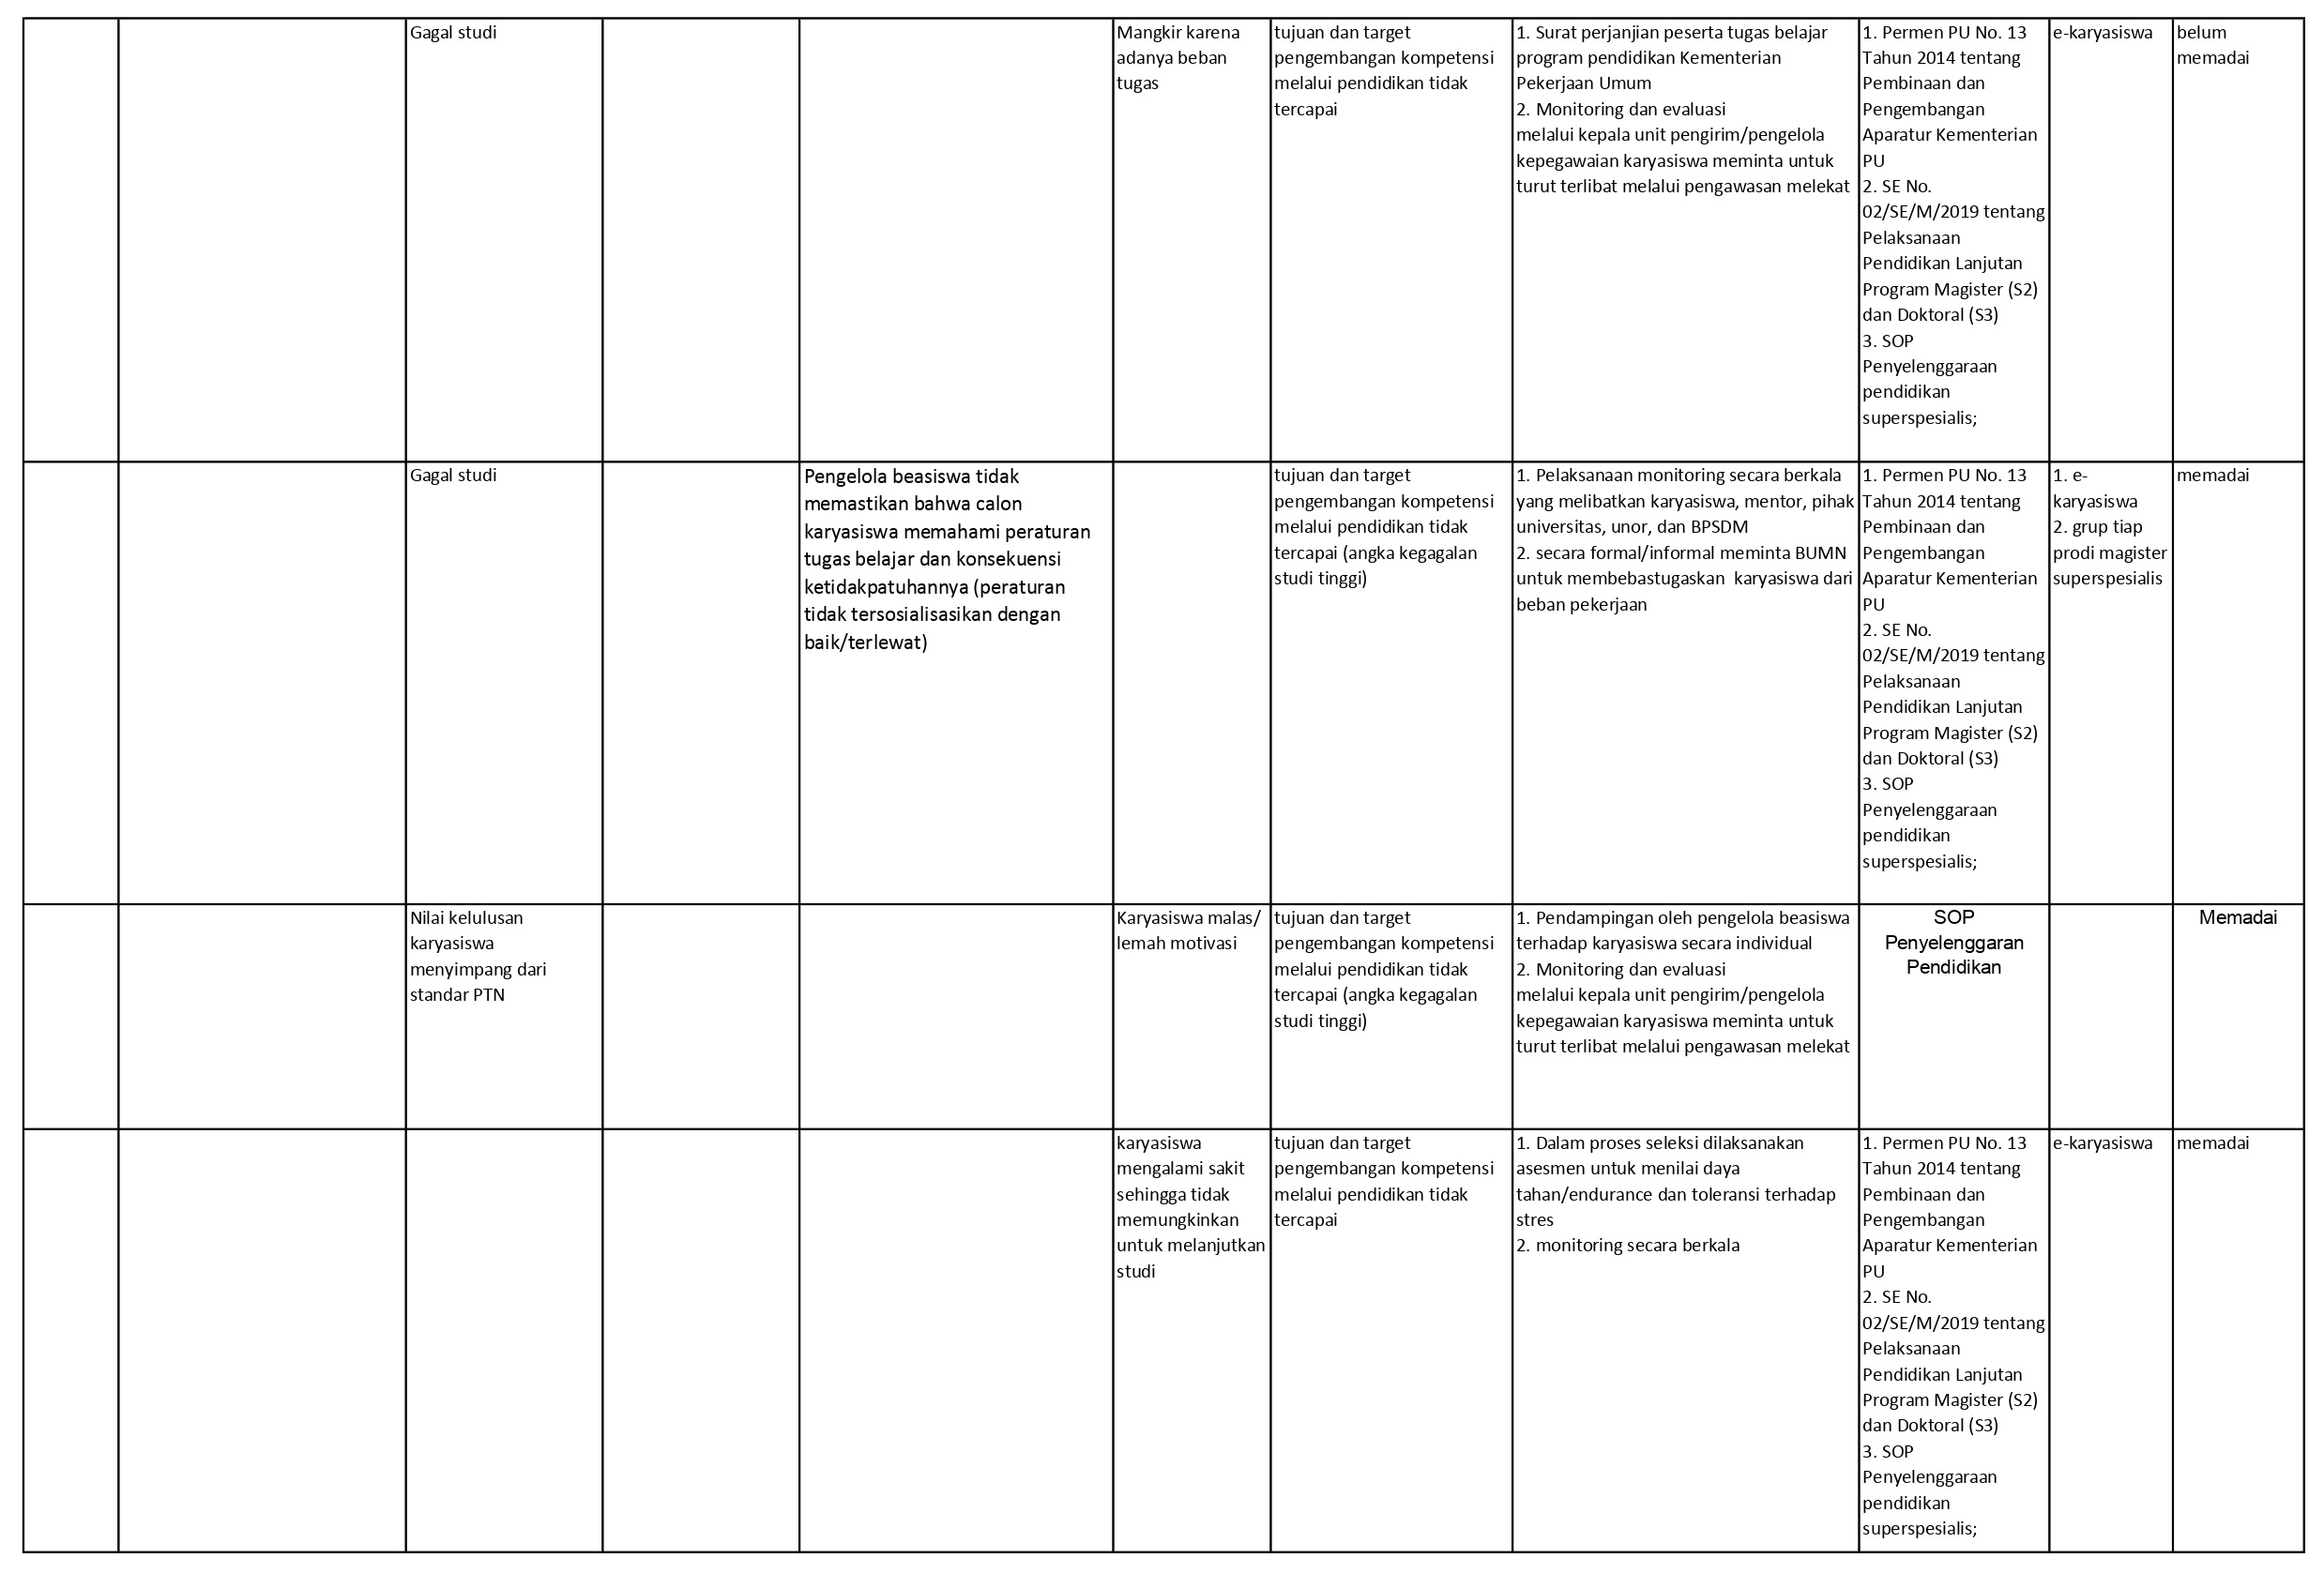 Gagal studi
Mangkir karena
adanya beban
tugas
tujuan dan target
pengembangan kompetensi
melalui pendidikan tidak
tercapai
1. Surat perjanjian peserta tugas belajar
program pendidikan Kementerian
Pekerjaan Umum
2. Monitoring dan evaluasi
melalui kepala unit pengirim/pengelola
kepegawaian karyasiswa meminta untuk
turut terlibat melalui pengawasan melekat
1. Permen PU No. 13
Tahun 2014 tentang
Pembinaan dan
Pengembangan
Aparatur Kementerian
PU
2. SE No.
02/SE/M/2019 tentang
Pelaksanaan
Pendidikan Lanjutan
Program Magister (S2)
dan Doktoral (S3)
3. SOP
Penyelenggaraan
pendidikan
superspesialis;
e-karyasiswa
belum
memadai
Gagal studi
Pengelola beasiswa tidak
memastikan bahwa calon
karyasiswa memahami peraturan
tugas belajar dan konsekuensi
ketidakpatuhannya (peraturan
tidak tersosialisasikan dengan
baik/terlewat)
tujuan dan target
pengembangan kompetensi
melalui pendidikan tidak
tercapai (angka kegagalan
studi tinggi)
1. Pelaksanaan monitoring secara berkala
yang melibatkan karyasiswa, mentor, pihak
universitas, unor, dan BPSDM
2. secara formal/informal meminta BUMN
untuk membebastugaskan  karyasiswa dari
beban pekerjaan
1. Permen PU No. 13
Tahun 2014 tentang
Pembinaan dan
Pengembangan
Aparatur Kementerian
PU
2. SE No.
02/SE/M/2019 tentang
Pelaksanaan
Pendidikan Lanjutan
Program Magister (S2)
dan Doktoral (S3)
3. SOP
Penyelenggaraan
pendidikan
superspesialis;
1. e-
karyasiswa
2. grup tiap
prodi magister
superspesialis
memadai
Nilai kelulusan
karyasiswa
menyimpang dari
standar PTN
Karyasiswa malas/
lemah motivasi
tujuan dan target
pengembangan kompetensi
melalui pendidikan tidak
tercapai (angka kegagalan
studi tinggi)
1. Pendampingan oleh pengelola beasiswa
terhadap karyasiswa secara individual
2. Monitoring dan evaluasi
melalui kepala unit pengirim/pengelola
kepegawaian karyasiswa meminta untuk
turut terlibat melalui pengawasan melekat
SOP
Penyelenggaran
Pendidikan
Memadai
karyasiswa
mengalami sakit
sehingga tidak
memungkinkan
untuk melanjutkan
studi
tujuan dan target
pengembangan kompetensi
melalui pendidikan tidak
tercapai
1. Dalam proses seleksi dilaksanakan
asesmen untuk menilai daya
tahan/endurance dan toleransi terhadap
stres
2. monitoring secara berkala
1. Permen PU No. 13
Tahun 2014 tentang
Pembinaan dan
Pengembangan
Aparatur Kementerian
PU
2. SE No.
02/SE/M/2019 tentang
Pelaksanaan
Pendidikan Lanjutan
Program Magister (S2)
dan Doktoral (S3)
3. SOP
Penyelenggaraan
pendidikan
superspesialis;
e-karyasiswa
memadai